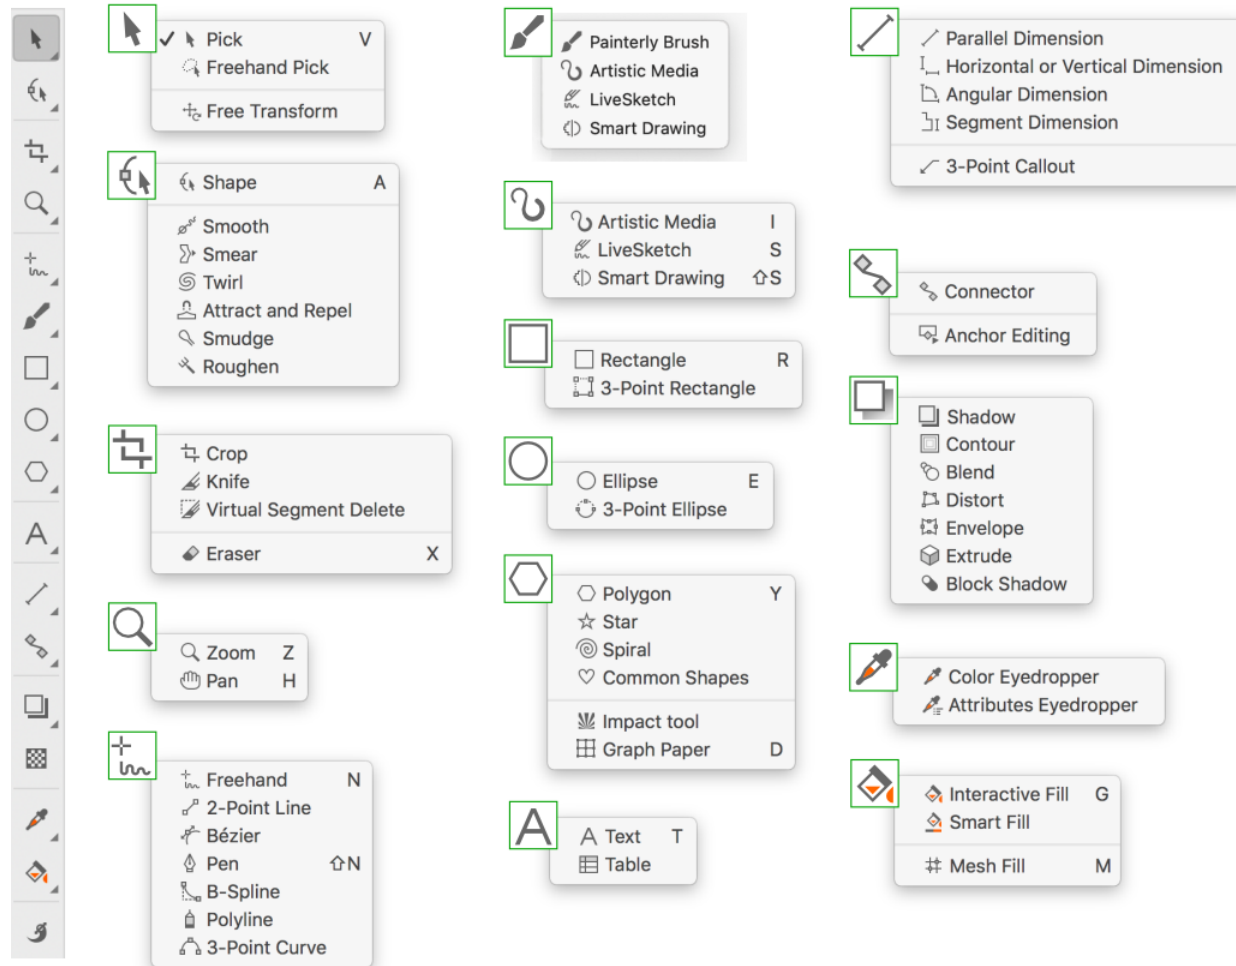 Pick V
Freehand Pick
Free Transform
Shape A
Smooth
Smear
Twirl
Attract and Repel
Smudge
Roughen
Crop
Knife
Virtual Segment Delete
Eraser X
Zoom Z
Pan H
Freehand N
2-Point Line
Bézier
Pen ⇧N
B-Spline
Polyline
3-Point Curve
Painterly Brush
Artistic Media
LiveSketch
Smart Drawing
Artistic Media I
LiveSketch S
Smart Drawing ⇧S
Rectangle R
3-Point Rectangle
Ellipse E
3-Point Ellipse
Polygon Y
Star
Spiral
Common Shapes
Impact tool
Graph Paper D
Text T
Table
Parallel Dimension
Horizontal or Vertical Dimension
Angular Dimension
Segment Dimension
3-Point Callout
Connector
Anchor Editing
Shadow
Contour
Blend
Distort
Envelope
Extrude
Block Shadow
Color Eyedropper
Attributes Eyedropper
Interactive Fill G
Smart Fill
Mesh Fill M